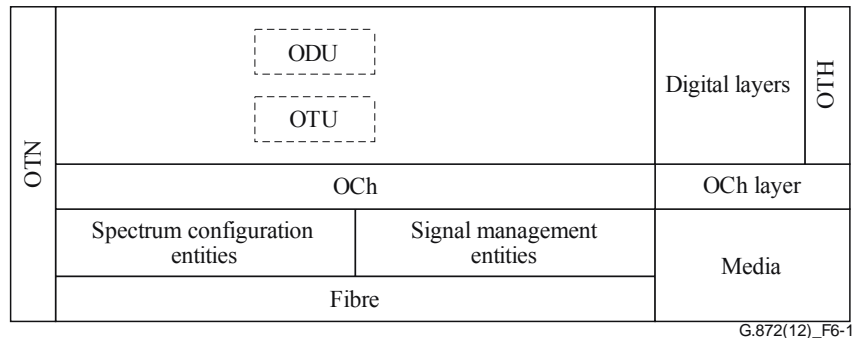 OTN
ODU
OTU
Digital layers
OTH
OCh
OCh layer
Spectrum configuration
entities
Signal management
entities
Media
Fibre
G.872(12)_F6-1